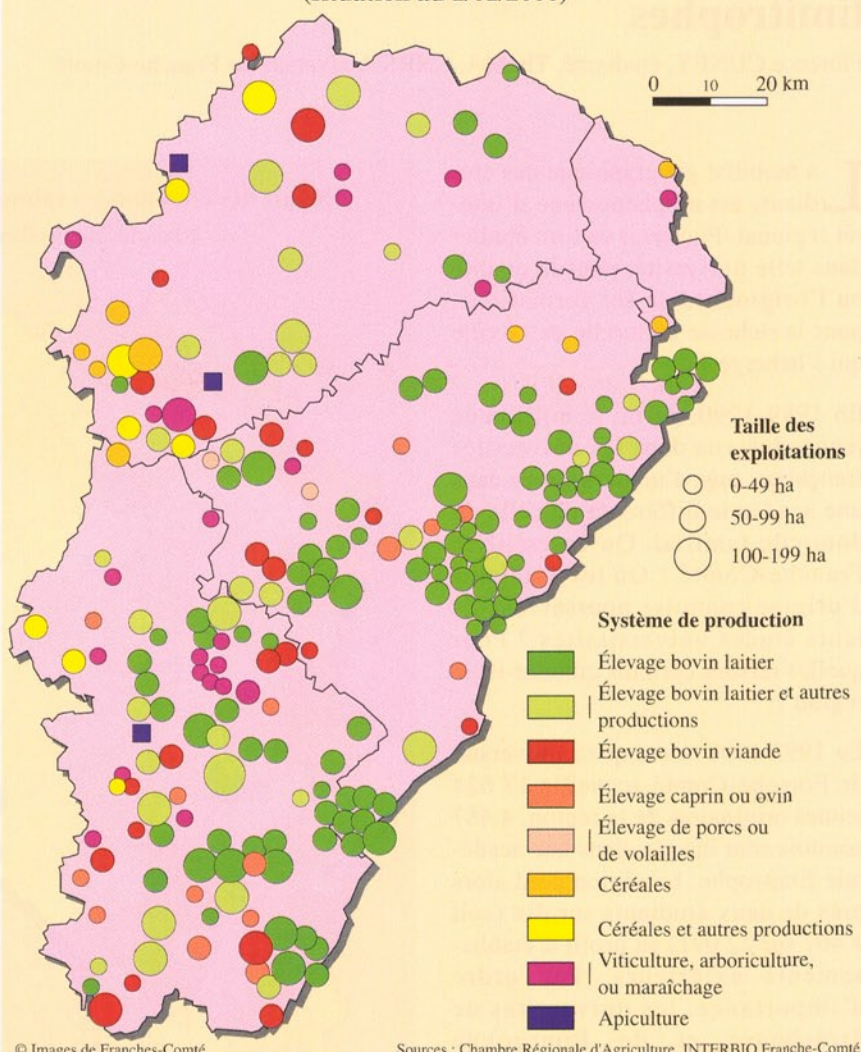 0 10 20 km
Taille des
exploitations
0-49 ha
50-99 ha
100-199 ha
Système de production
Élevage bovin laitier
Élevage bovin laitier et autres
productions
Élevage bovin viande
Élevage caprin ou ovin
Élevage de porcs ou
de volailles
Céréales
Céréales et autres productions
Viticulture, arboriculture,
ou maraîchage
Apiculture
© Images de Franches-Comté
Sources : Chambre Régionale d'Agriculture, INTERBIO Franche-Comté